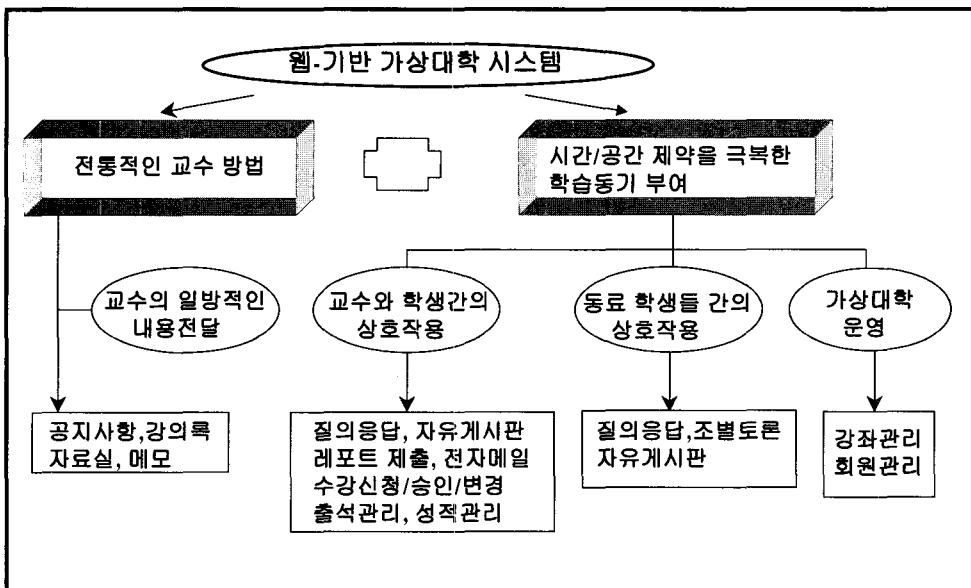 웹-기반 가상대학 시스템
전통적인 교수 방법
시간/공간 제약을 극복한
학습동기 부여
교수의 일방적인
내용전달
교수와 학생간의
상호작용
동료 학생들 간의
상호작용
가상대학
운영
공지사항,강의록
자료실, 메모
질의응답, 자유게시판
레포트 제출, 전자메일
수강신청/승인/변경
출석관리, 성적관리
질의응답,조별토론
자유게시판
강좌관리
회원관리